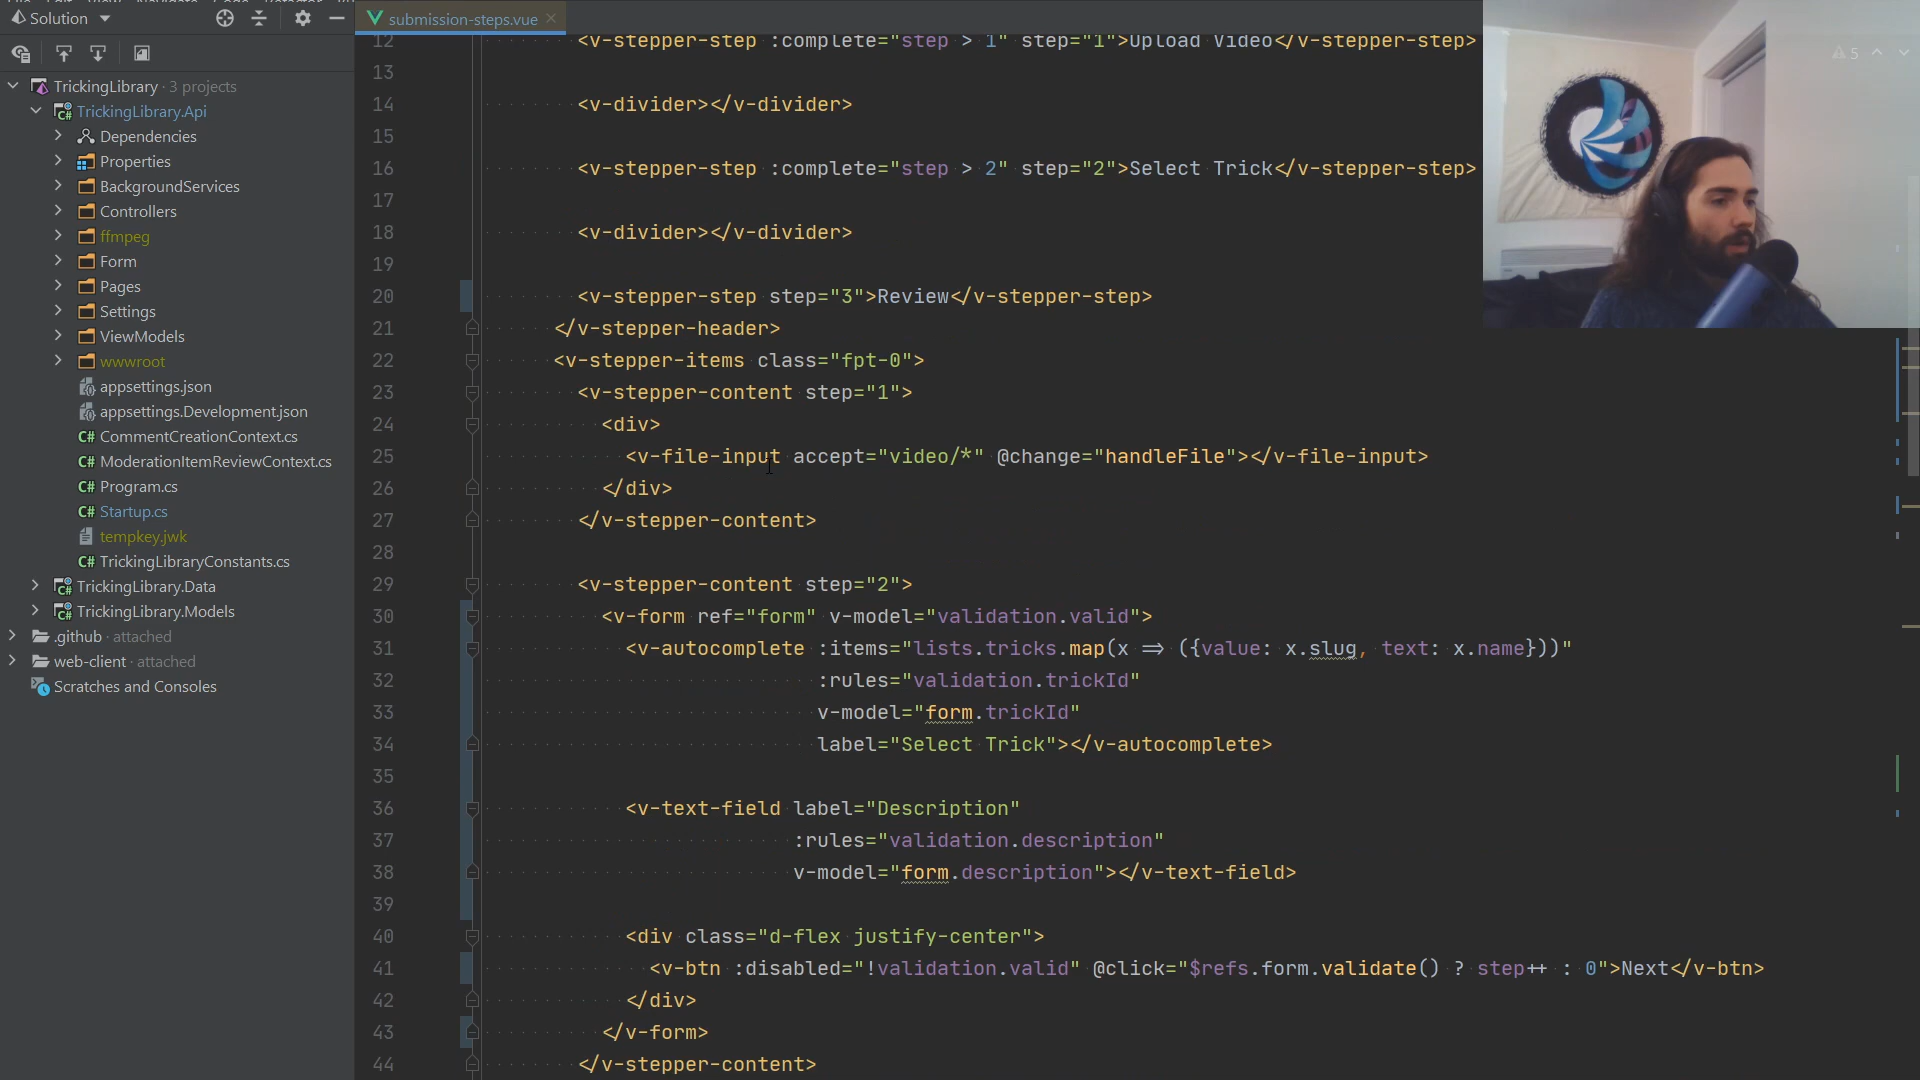 Solution
submission-steps.vue
5
TrickingLibrary · 3 projects
TrickingLibrary.Api
Dependencies
Properties
BackgroundServices
Controllers
ffmpeg
Form
Pages
Settings
ViewModels
wwwroot
appsettings.json
appsettings.Development.json
C# CommentCreationContext.cs
C# ModerationItemReviewContext.cs
C# Program.cs
C# Startup.cs
tempkey.jwk
C# TrickingLibraryConstants.cs
TrickingLibrary.Data
TrickingLibrary.Models
.github · attached
web-client · attached
Scratches and Consoles
12 <v-stepper-step :complete="step > 1" step="1">Upload Video</v-stepper-step>
13
14 <v-divider></v-divider>
15
16 <v-stepper-step :complete="step > 2" step="2">Select Trick</v-stepper-step>
17
18 <v-divider></v-divider>
19
20 <v-stepper-step step="3">Review</v-stepper-step>
21 </v-stepper-header>
22 <v-stepper-items class="fpt-0">
23 <v-stepper-content step="1">
24 <div>
25 <v-file-input accept="video/*" @change="handleFile"></v-file-input>
26 </div>
27 </v-stepper-content>
28
29 <v-stepper-content step="2">
30 <v-form ref="form" v-model="validation.valid">
31 <v-autocomplete :items="lists.tricks.map(x => ({value: x.slug, text: x.name}))"
32 :rules="validation.trickId"
33 v-model="form.trickId"
34 label="Select Trick"></v-autocomplete>
35
36 <v-text-field label="Description"
37 :rules="validation.description"
38 v-model="form.description"></v-text-field>
39
40 <div class="d-flex justify-center">
41 <v-btn :disabled="!validation.valid" @click="$refs.form.validate() ? step++ : 0">Next</v-btn>
42 </div>
43 </v-form>
44 </v-stepper-content>